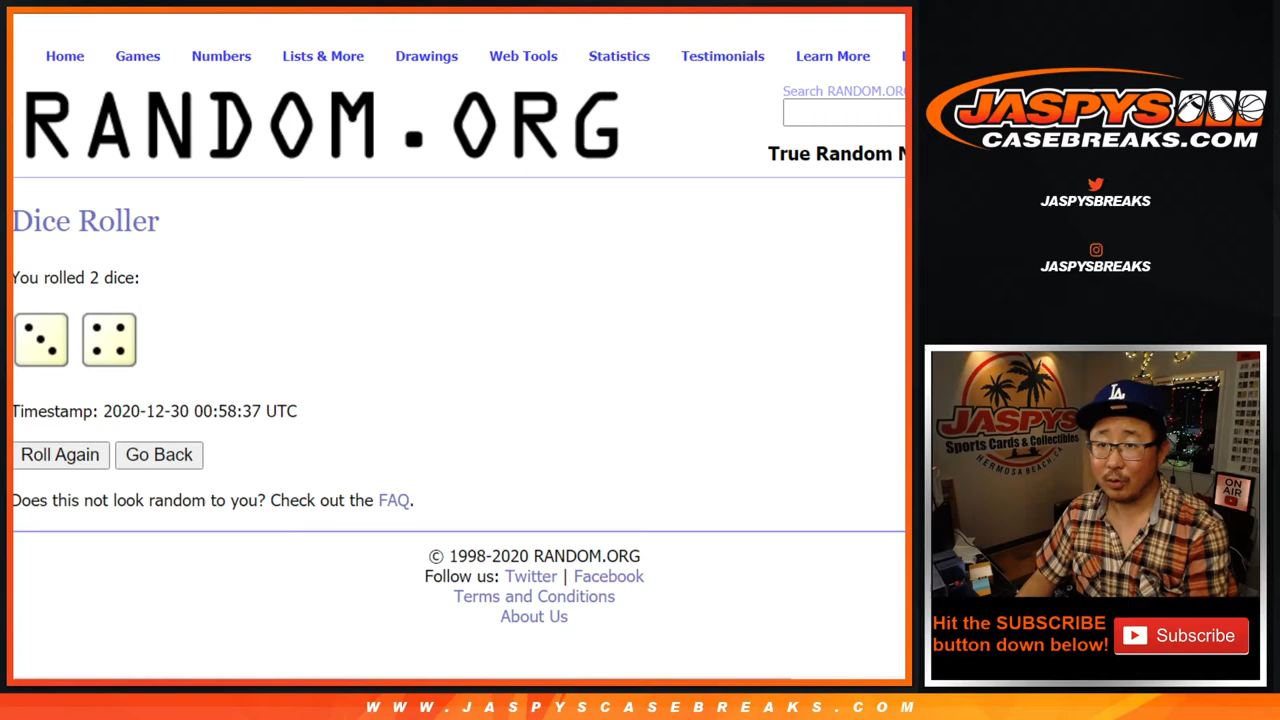 Home Games Numbers Lists & More Drawings Web Tools Statistics Testimonials Learn More
RANDOM.ORG
Search RANDOM.ORG
True Random N
Dice Roller
You rolled 2 dice:
Timestamp: 2020-12-30 00:58:37 UTC
Roll Again Go Back
Does this not look random to you? Check out the FAQ.
© 1998-2020 RANDOM.ORG
Follow us: Twitter | Facebook
Terms and Conditions
About Us
JASPYS
CASEBREAKS.COM
JASPYSBREAKS
JASPYSBREAKS
JASPYS
Sports Cards & Collectibles
HERMOSA BEACH, CA
LA
ON
AIR
Hit the SUBSCRIBE
button down below!
Subscribe
WWW.JASPYSCASEBREAKS.COM